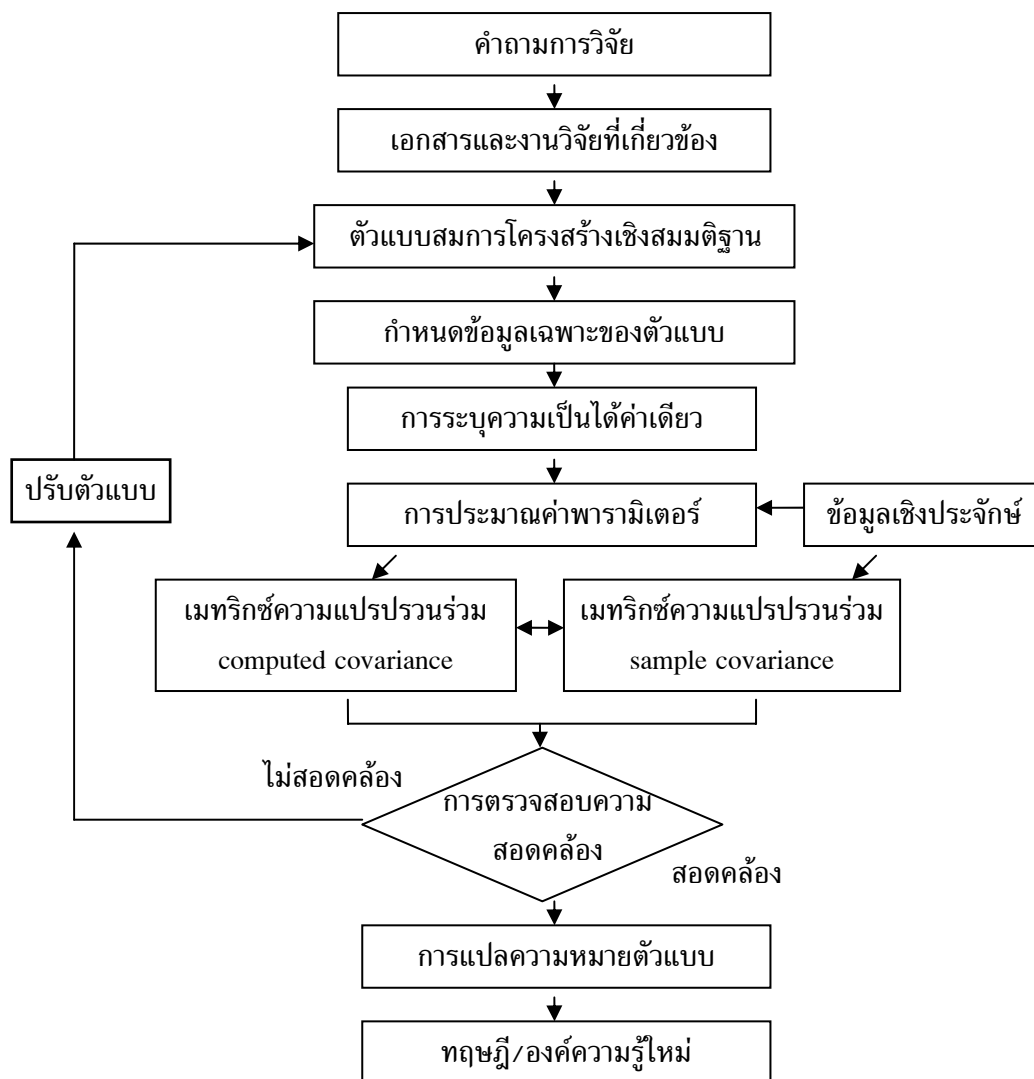 คำถามการวิจัย
เอกสารและงานวิจัยที่เกี่ยวข้อง
ตัวแบบสมการโครงสร้างเชิงสมมติฐาน
กำหนดข้อมูลเฉพาะของตัวแบบ
การระบุความเป็นได้ค่าเดียว
ปรับตัวแบบ
การประมาณค่าพารามิเตอร์
ข้อมูลเชิงประจักษ์
เมทริกซ์ความแปรปรวนร่วม
computed covariance
เมทริกซ์ความแปรปรวนร่วม
sample covariance
ไม่สอดคล้อง
การตรวจสอบความ
สอดคล้อง
สอดคล้อง
การแปลความหมายตัวแบบ
ทฤษฎี/องค์ความรู้ใหม่